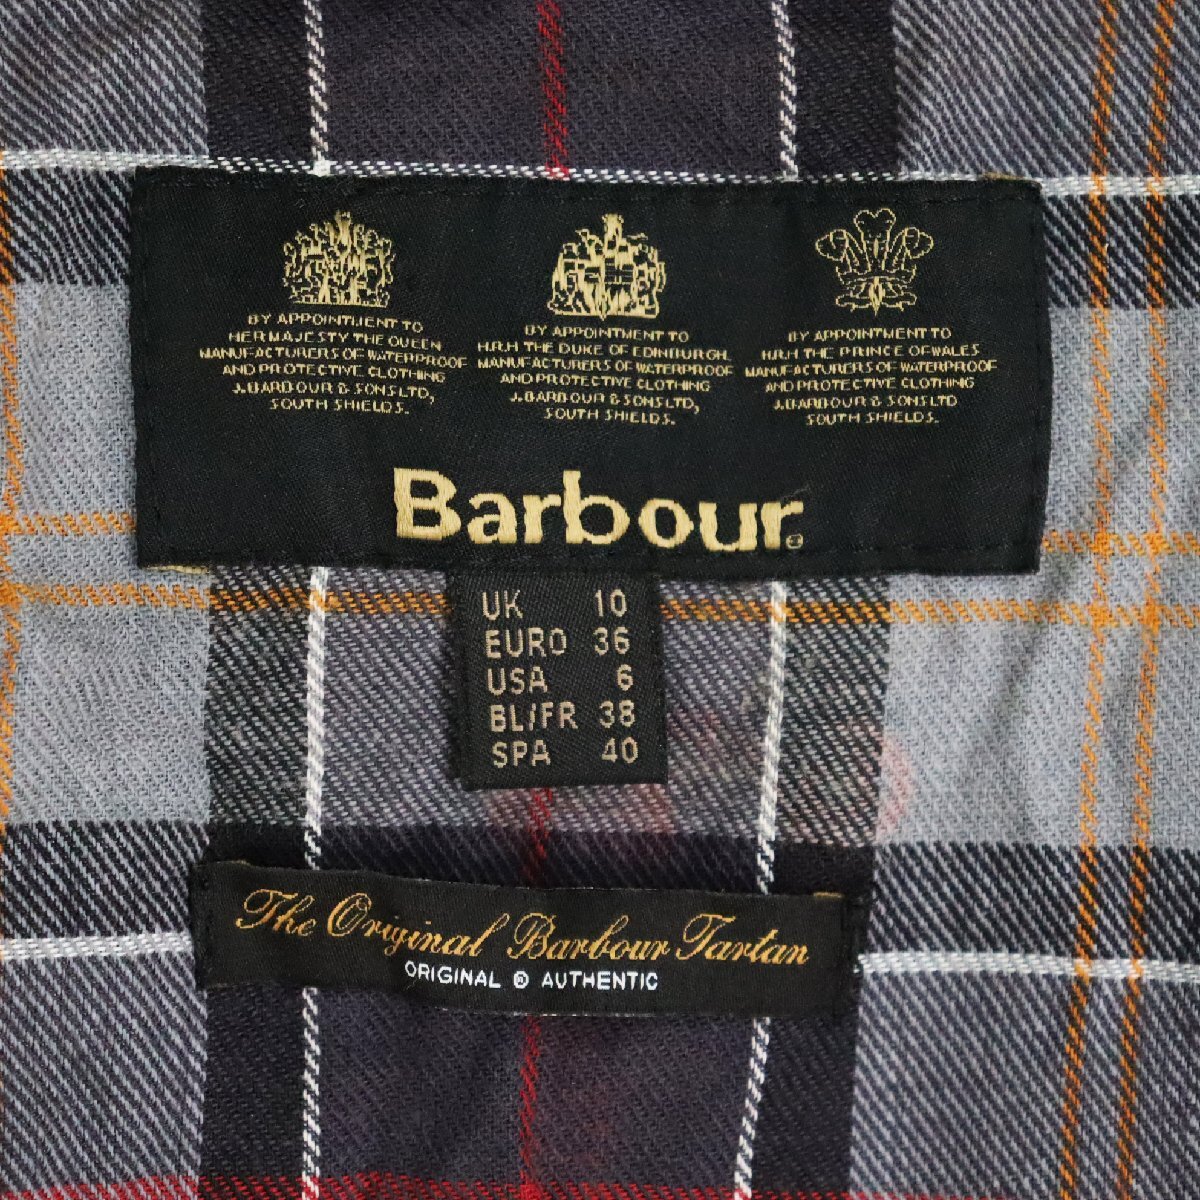 BY APPOINTMENT TO
HER MAJESTY THE QUEEN
MANUFACTURERS OF WATERPROOF
AND PROTECTIVE CLOTHING
J.BARBOUR & SONS LTD,
SOUTH SHIELDS.
BY APPOINTMENT TO
H.R.H THE DUKE OF EDINBURGH
MANUFACTURERS OF WATERPROOF
AND PROTECTIVE CLOTHING
J.BARBOUR & SONS LTD,
SOUTH SHIELDS.
BY APPOINTMENT TO
H.R.H THE PRINCE OF WALES
MANUFACTURERS OF WATERPROOF
AND PROTECTIVE CLOTHING
J.BARBOUR & SONS LTD
SOUTH SHIELDS.
Barbour®
UK 10
EURO 36
USA 6
BL/FR 38
SPA 40
The Original Barbour Tartan
ORIGINAL ® AUTHENTIC